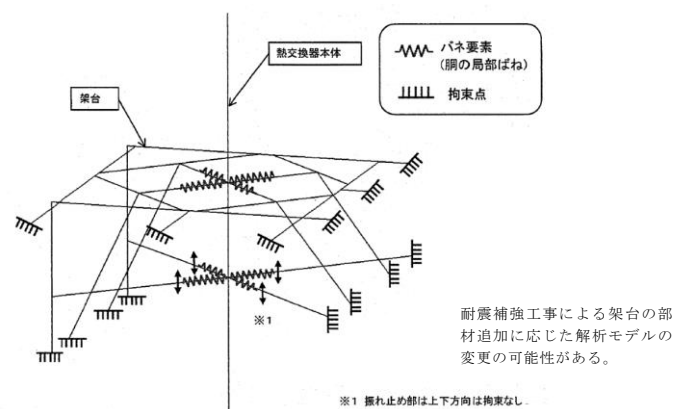 熱交換器本体
バネ要素
(胴の局部ばね)
拘束点
架台
※1
耐震補強工事による架台の部
材追加に応じた解析モデルの
変更の可能性がある。
※1 振れ止め部は上下方向は拘束なし